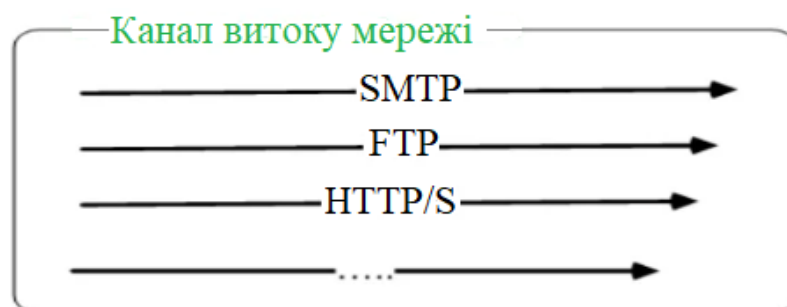 Канал витоку мережі
SMTP
FTP
HTTP/S
.....